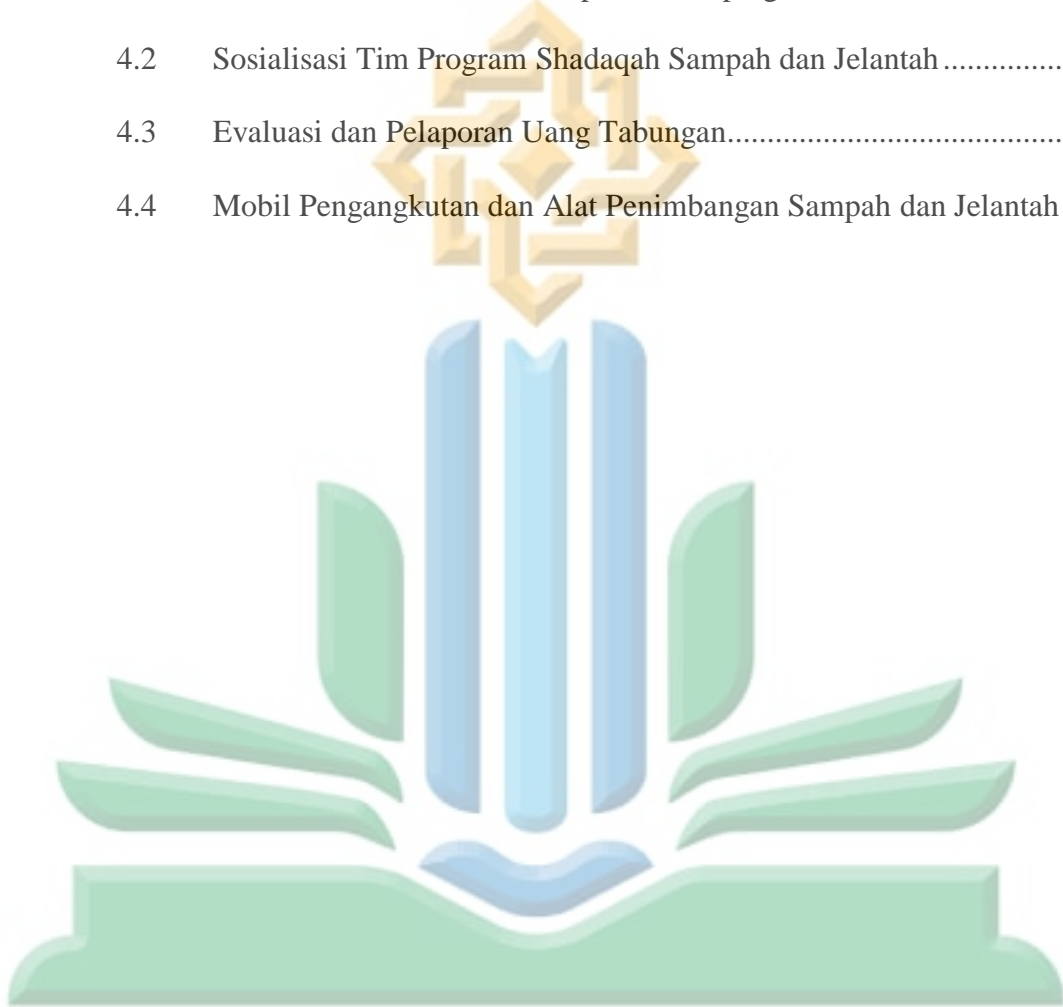 4.2 Sosialisasi Tim Program Shadaqah Sampah dan Jelantah ...............
4.3 Evaluasi dan Pelaporan Uang Tabungan..........................................
4.4 Mobil Pengangkutan dan Alat Penimbangan Sampah dan Jelantah